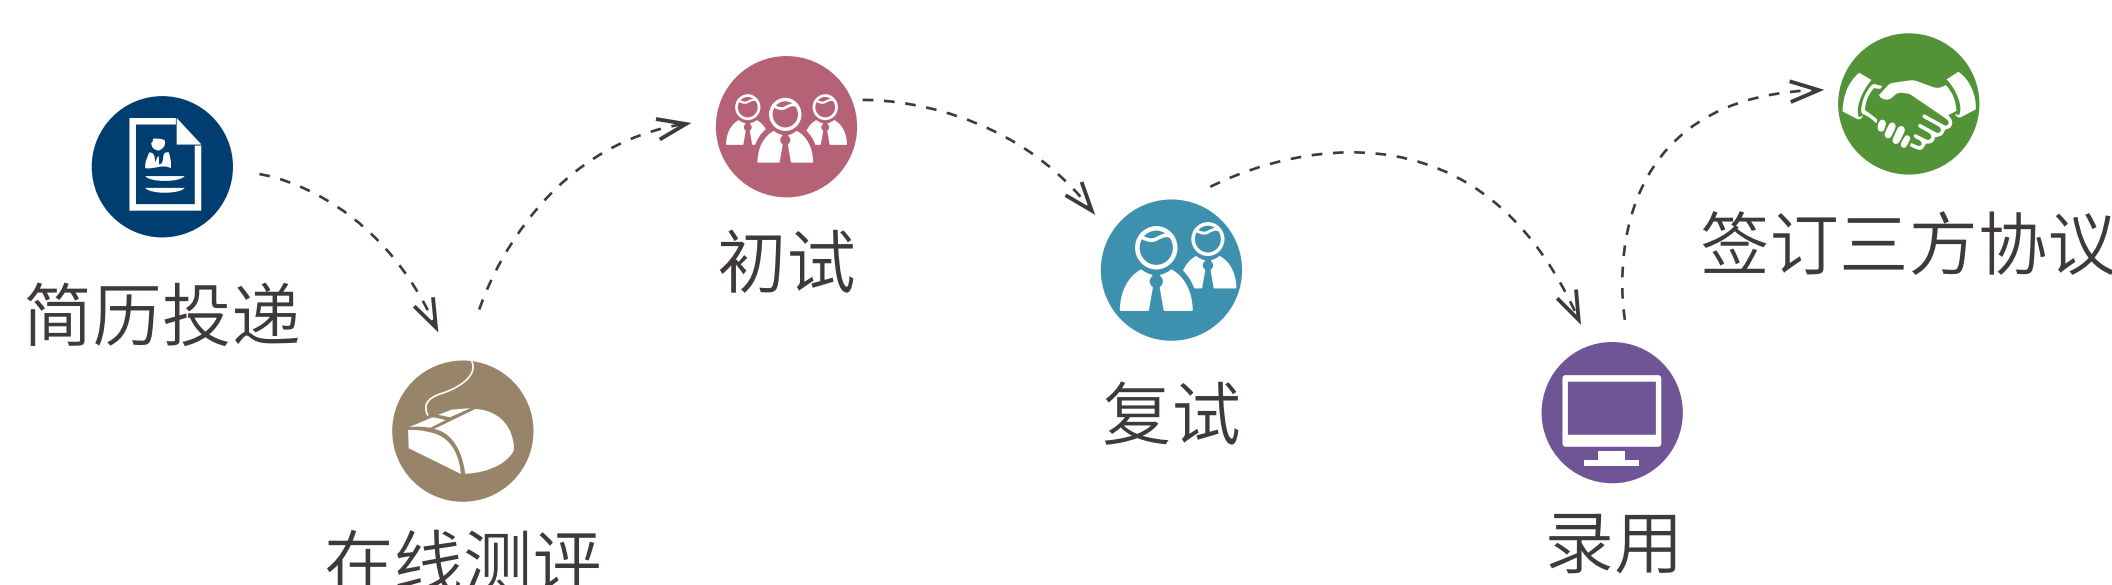 简历投递
在线测评
初试
复试
录用
签订三方协议